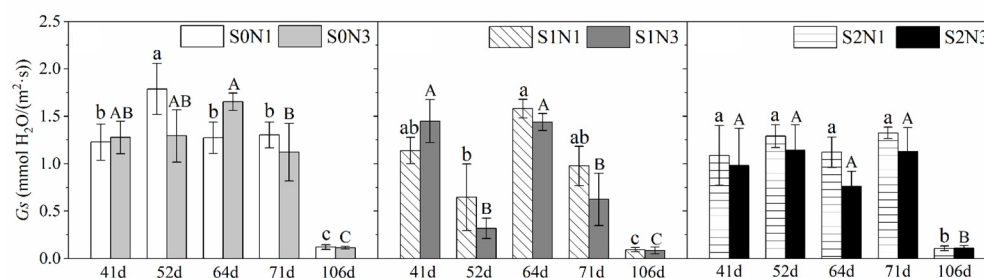 Gs (mmol H₂O/(m²·s))
2.5
2.0
1.5
1.0
0.5
0.0
S0N1 S0N3
b AB a AB b A b B c C
41d 52d 64d 71d 106d
S1N1 S1N3
ab A b B a A ab B c C
41d 52d 64d 71d 106d
S2N1 S2N3
a A a A a A a A b B
41d 52d 64d 71d 106d